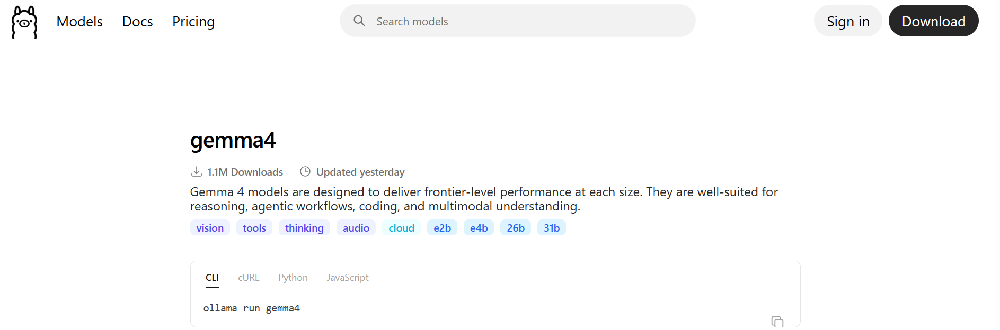 Models Docs Pricing Search models Sign in Download
gemma4
1.1M Downloads Updated yesterday
Gemma 4 models are designed to deliver frontier-level performance at each size. They are well-suited for
reasoning, agentic workflows, coding, and multimodal understanding.
vision tools thinking audio cloud e2b e4b 26b 31b
CLI cURL Python JavaScript
ollama run gemma4